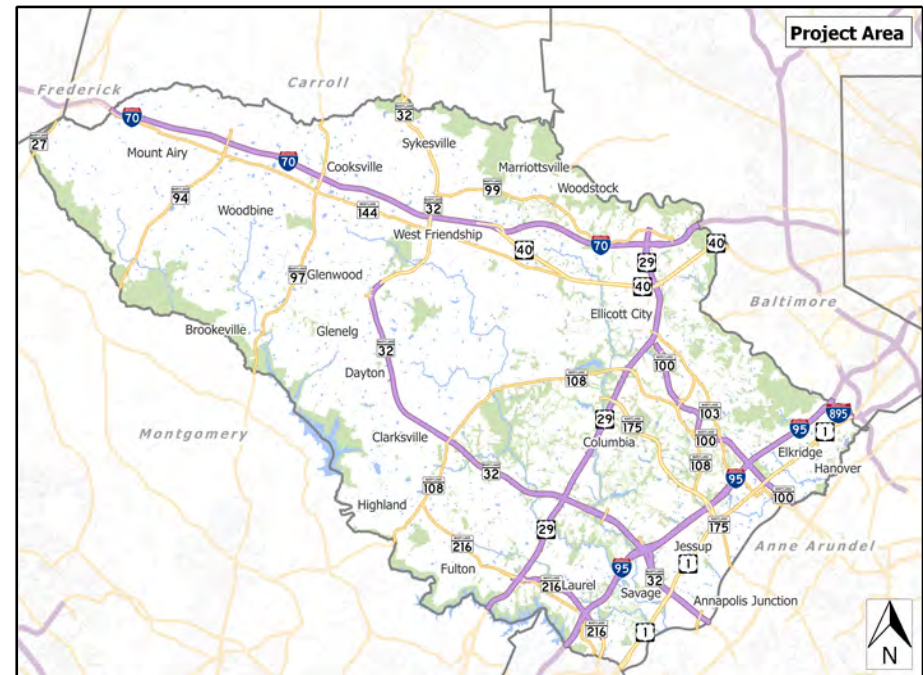 Project Area
Frederick
Carroll
70
32
27
Mount Airy
Sykesville
70
Cooksville
Marriottsville
99
Woodstock
94
Woodbine
144
32
West Friendship
40
70
40
29
97
Glenwood
40
Baltimore
Ellicott City
Brookeville
Glenelg
32
100
Dayton
108
895
29
103
95
1
Montgomery
175
Clarksville
Columbia
100
Elkridge
32
108
Hanover
95
108
100
Highland
29
175
216
Jessup
Anne Arundel
Fulton
95
1
216
Laurel
32
Savage
Annapolis Junction
216
1
N